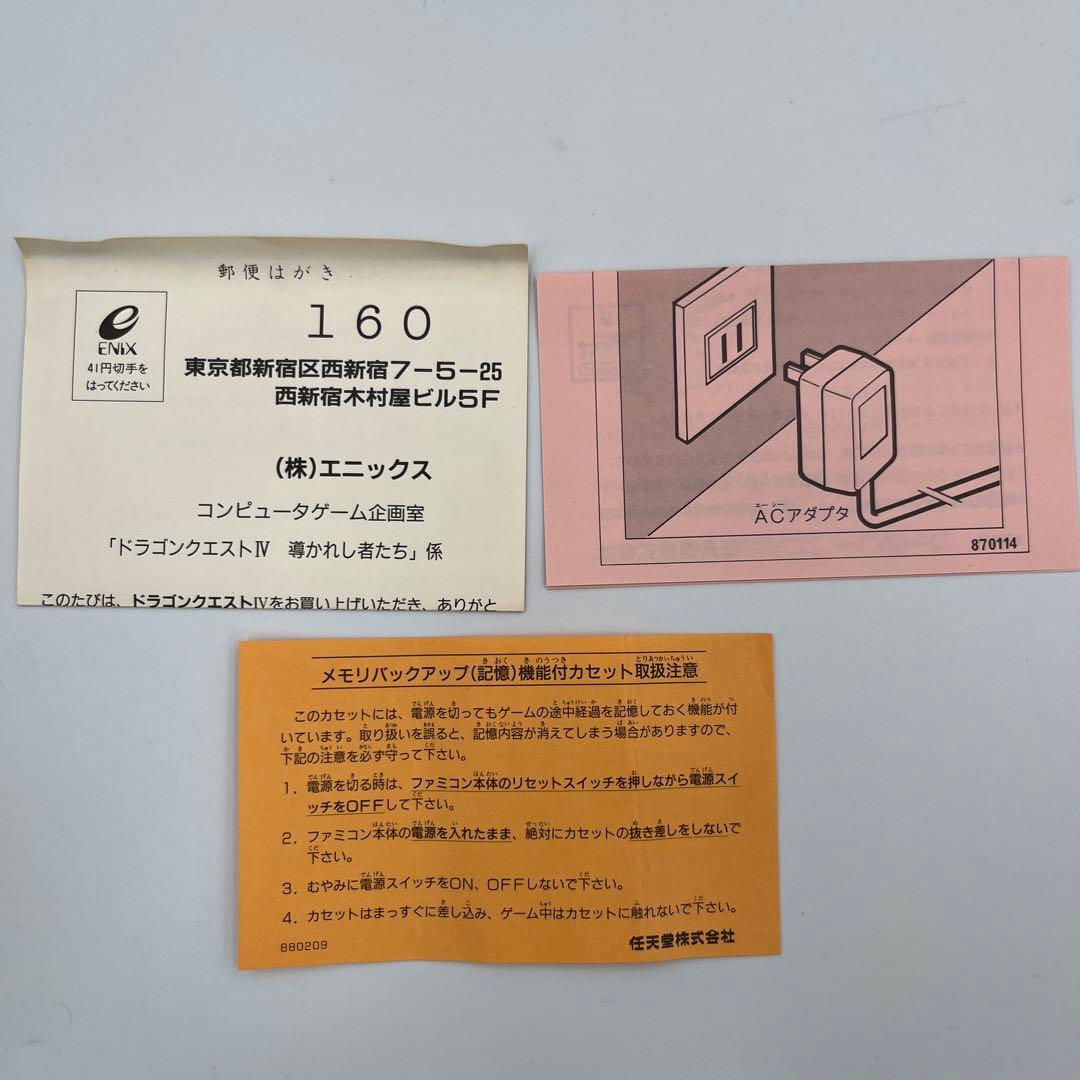 郵便はがき
ENIX
41円切手を
はってください
160
東京都新宿区西新宿7-5-25
西新宿木村屋ビル5F
(株)エニックス
コンピュータゲーム企画室
「ドラゴンクエストⅣ 導かれし者たち」係
このたびは、ドラゴンクエストⅣをお買い上げいただき、ありがと
エーシー
ACアダプタ
870114
メモリバックアップ(記憶)機能付カセット取扱注意
このカセットには、電源を切ってもゲームの途中経過を記憶しておく機能が付
いています。取り扱いを誤ると、記憶内容が消えてしまう場合がありますので、
下記の注意を必ず守って下さい。
1. 電源を切る時は、ファミコン本体のリセットスイッチを押しながら電源スイ
ッチをOFFして下さい。
2. ファミコン本体の電源を入れたまま、絶対にカセットの抜き差しをしないで
下さい。
3. むやみに電源スイッチをON、OFFしないで下さい。
4. カセットはまっすぐに差し込み、ゲーム中はカセットに触れないで下さい。
880209
任天堂株式会社